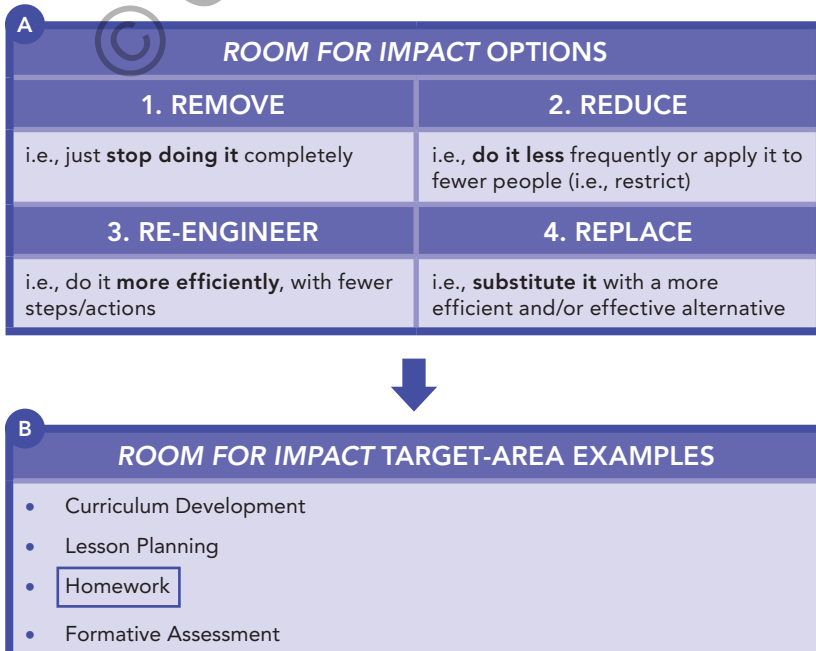 A
©
ROOM FOR IMPACT OPTIONS
1. REMOVE
2. REDUCE
i.e., just stop doing it completely
i.e., do it less frequently or apply it to
fewer people (i.e., restrict)
3. RE-ENGINEER
4. REPLACE
i.e., do it more efficiently, with fewer
steps/actions
i.e., substitute it with a more
efficient and/or effective alternative
B
ROOM FOR IMPACT TARGET-AREA EXAMPLES
• Curriculum Development
• Lesson Planning
• Homework
• Formative Assessment